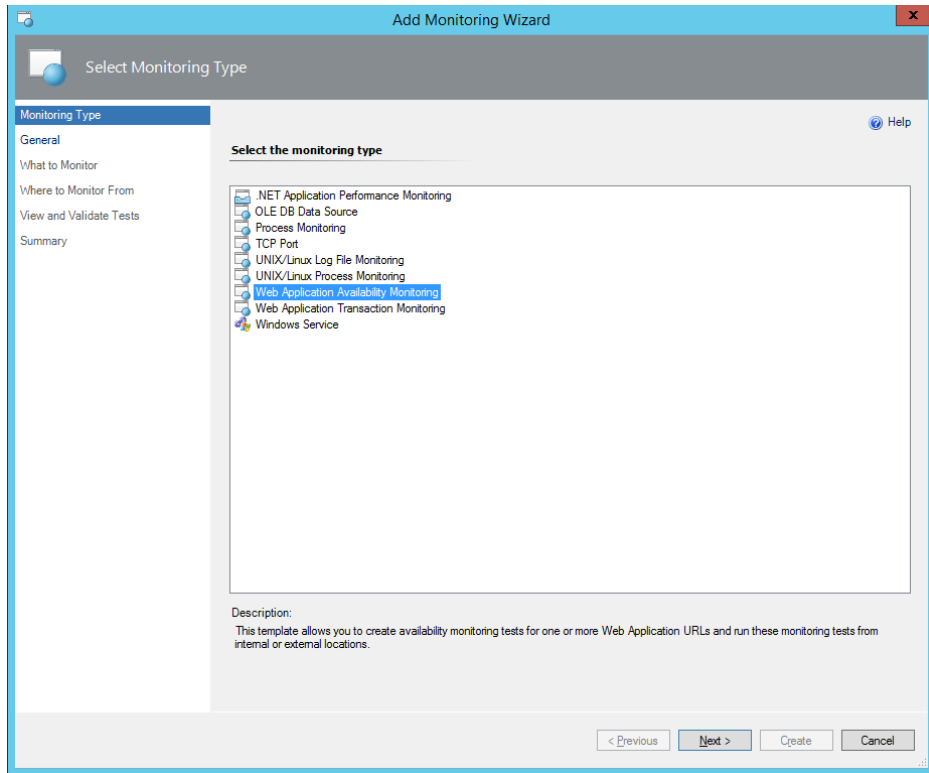 Add Monitoring Wizard
x
Select Monitoring Type
Monitoring Type
General
What to Monitor
Where to Monitor From
View and Validate Tests
Summary
Help
Select the monitoring type
.NET Application Performance Monitoring
OLE DB Data Source
Process Monitoring
TCP Port
UNIX/Linux Log File Monitoring
UNIX/Linux Process Monitoring
Web Application Availability Monitoring
Web Application Transaction Monitoring
Windows Service
Description:
This template allows you to create availability monitoring tests for one or more Web Application URLs and run these monitoring tests from
internal or external locations.
< Previous
Next >
Create
Cancel